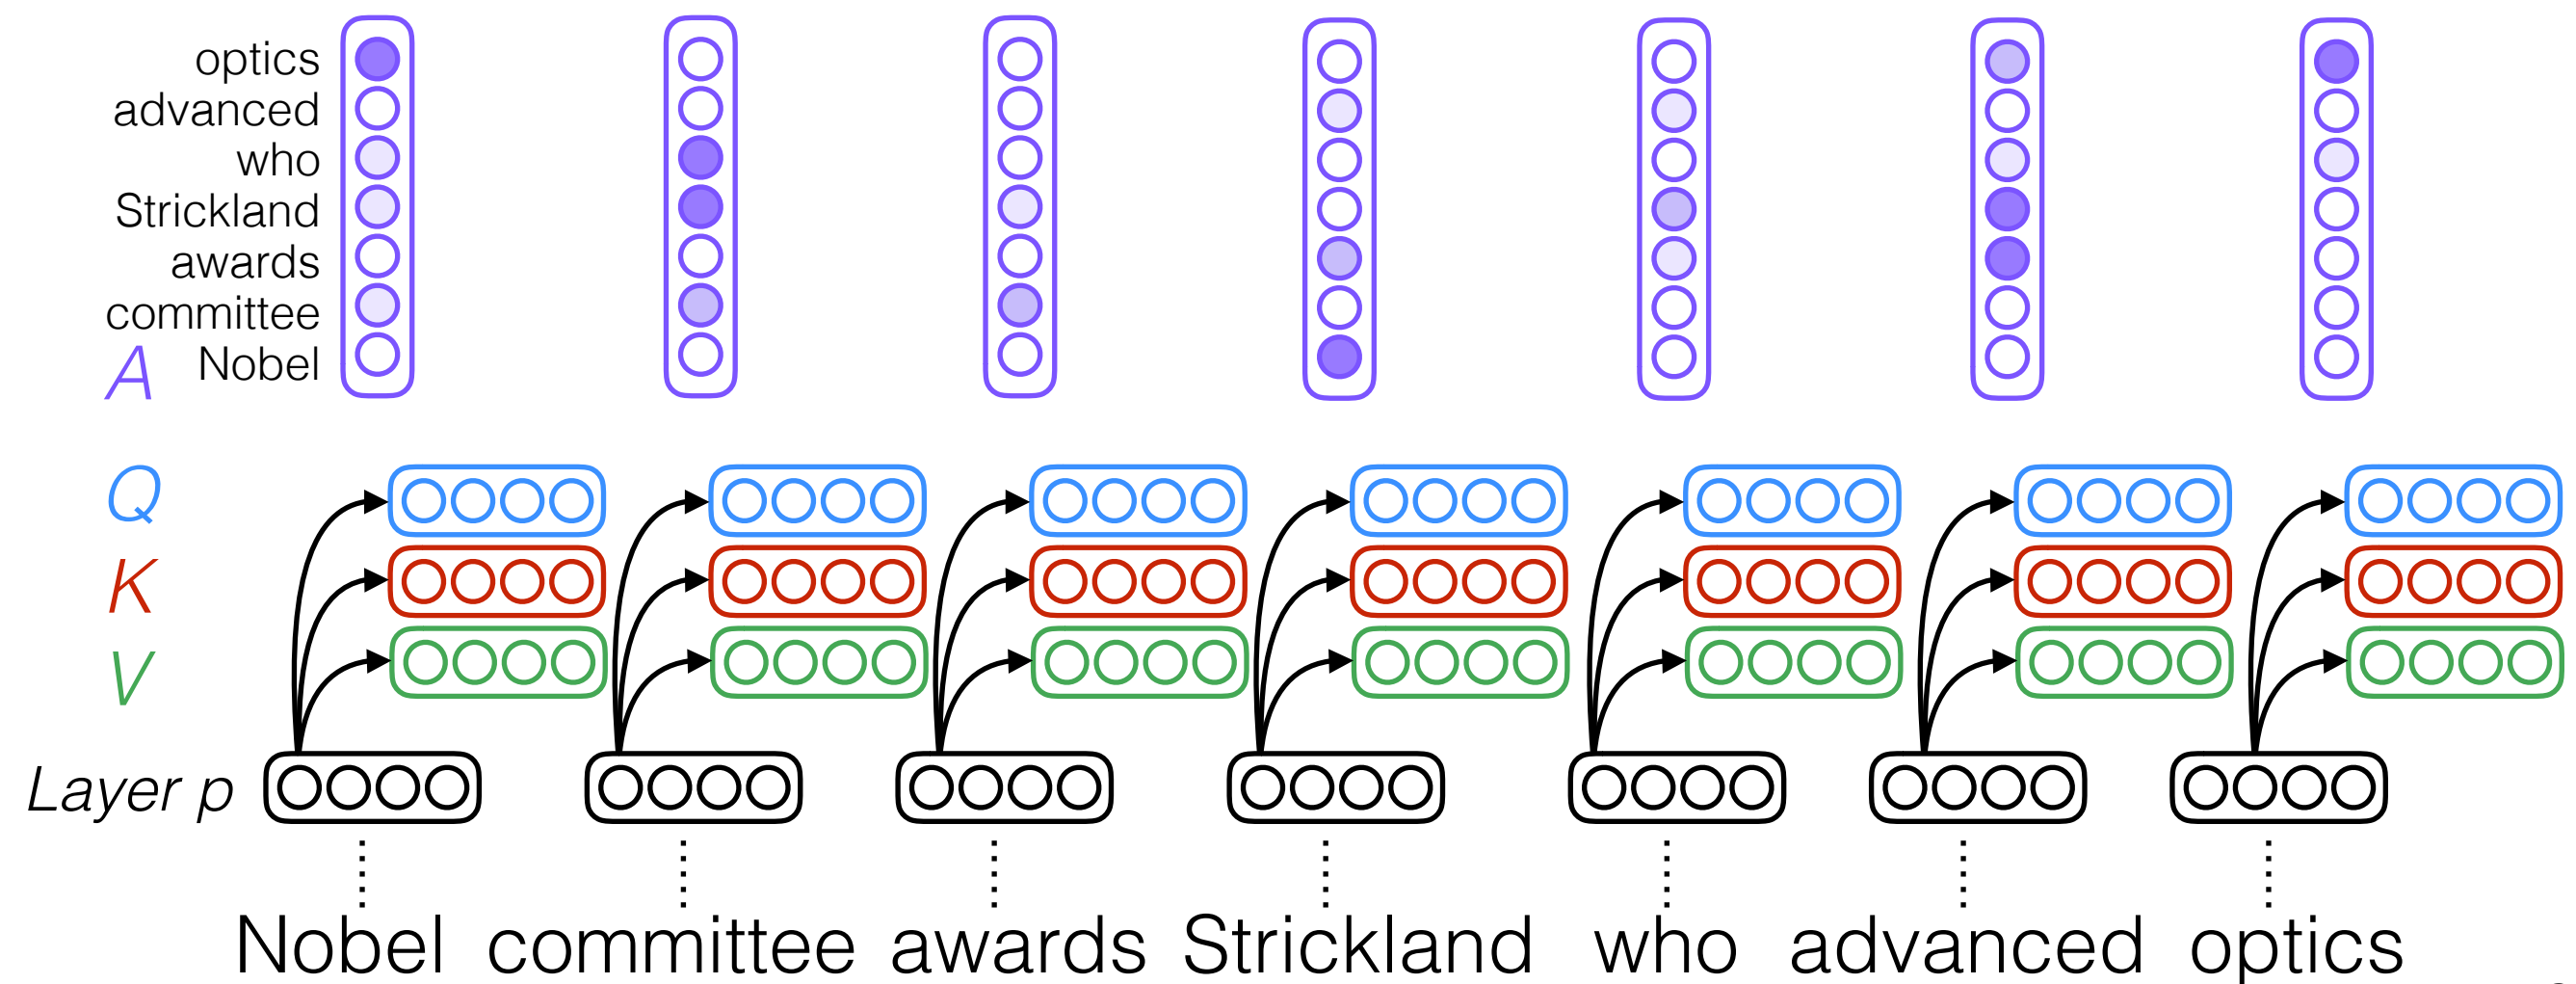 optics
advanced
who
Strickland
awards
committee
A Nobel
Q
K
V
Layer p
Nobel committee awards Strickland who advanced optics